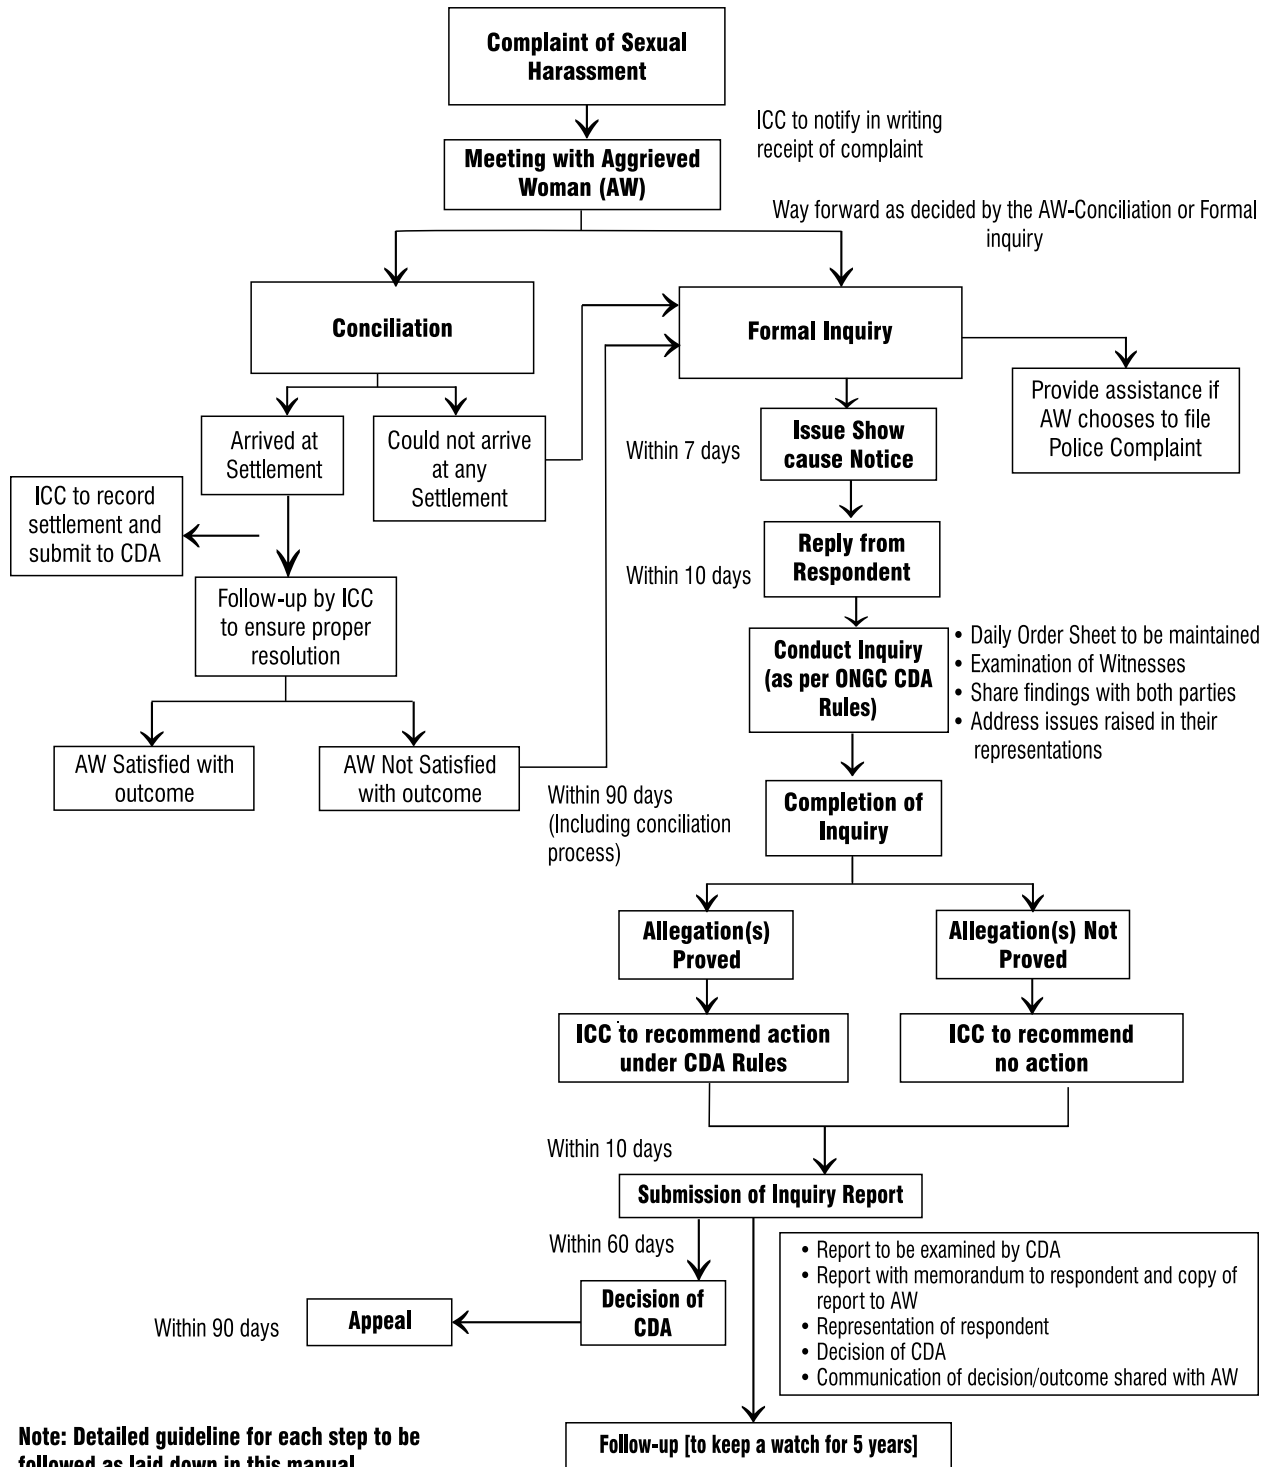 Complaint of Sexual
Harassment
ICC to notify in writing
receipt of complaint
Meeting with Aggrieved
Woman (AW)
Way forward as decided by the AW-Conciliation or Formal
inquiry
Conciliation
Formal Inquiry
Provide assistance if
AW chooses to file
Police Complaint
Arrived at
Settlement
Could not arrive
at any
Settlement
Within 7 days
Issue Show
cause Notice
ICC to record
settlement and
submit to CDA
Reply from
Respondent
Within 10 days
Follow-up by ICC
to ensure proper
resolution
Conduct Inquiry
(as per ONGC CDA
Rules)
• Daily Order Sheet to be maintained
• Examination of Witnesses
• Share findings with both parties
• Address issues raised in their
representations
AW Satisfied with
outcome
AW Not Satisfied
with outcome
Within 90 days
(Including conciliation
process)
Completion of
Inquiry
Allegation(s)
Proved
Allegation(s) Not
Proved
ICC to recommend action
under CDA Rules
ICC to recommend
no action
Within 10 days
Submission of Inquiry Report
Within 60 days
• Report to be examined by CDA
• Report with memorandum to respondent and copy of
report to AW
• Representation of respondent
• Decision of CDA
• Communication of decision/outcome shared with AW
Decision of
CDA
Appeal
Within 90 days
Note: Detailed guideline for each step to be
followed as laid down in this manual
Follow-up [to keep a watch for 5 years]